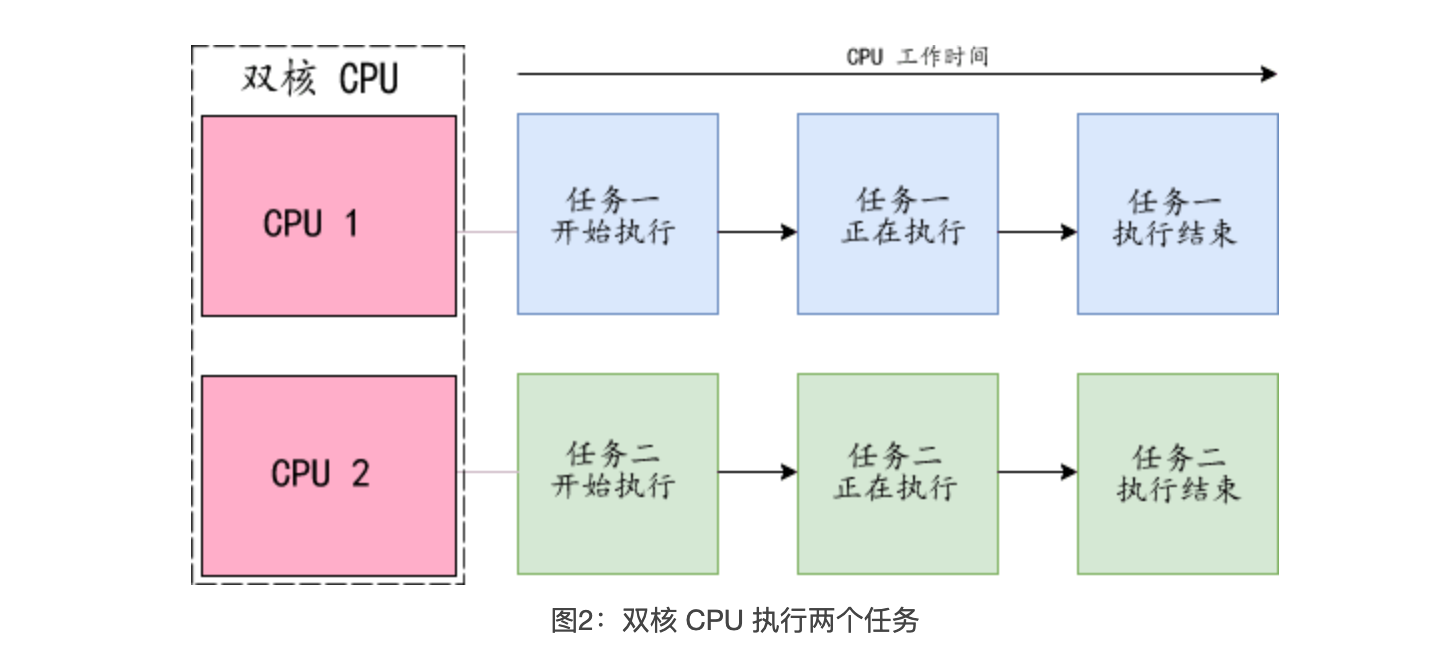 双核 CPU
CPU 工作时间
CPU 1
任务一
开始执行
任务一
正在执行
任务一
执行结束
CPU 2
任务二
开始执行
任务二
正在执行
任务二
执行结束
图2：双核 CPU 执行两个任务